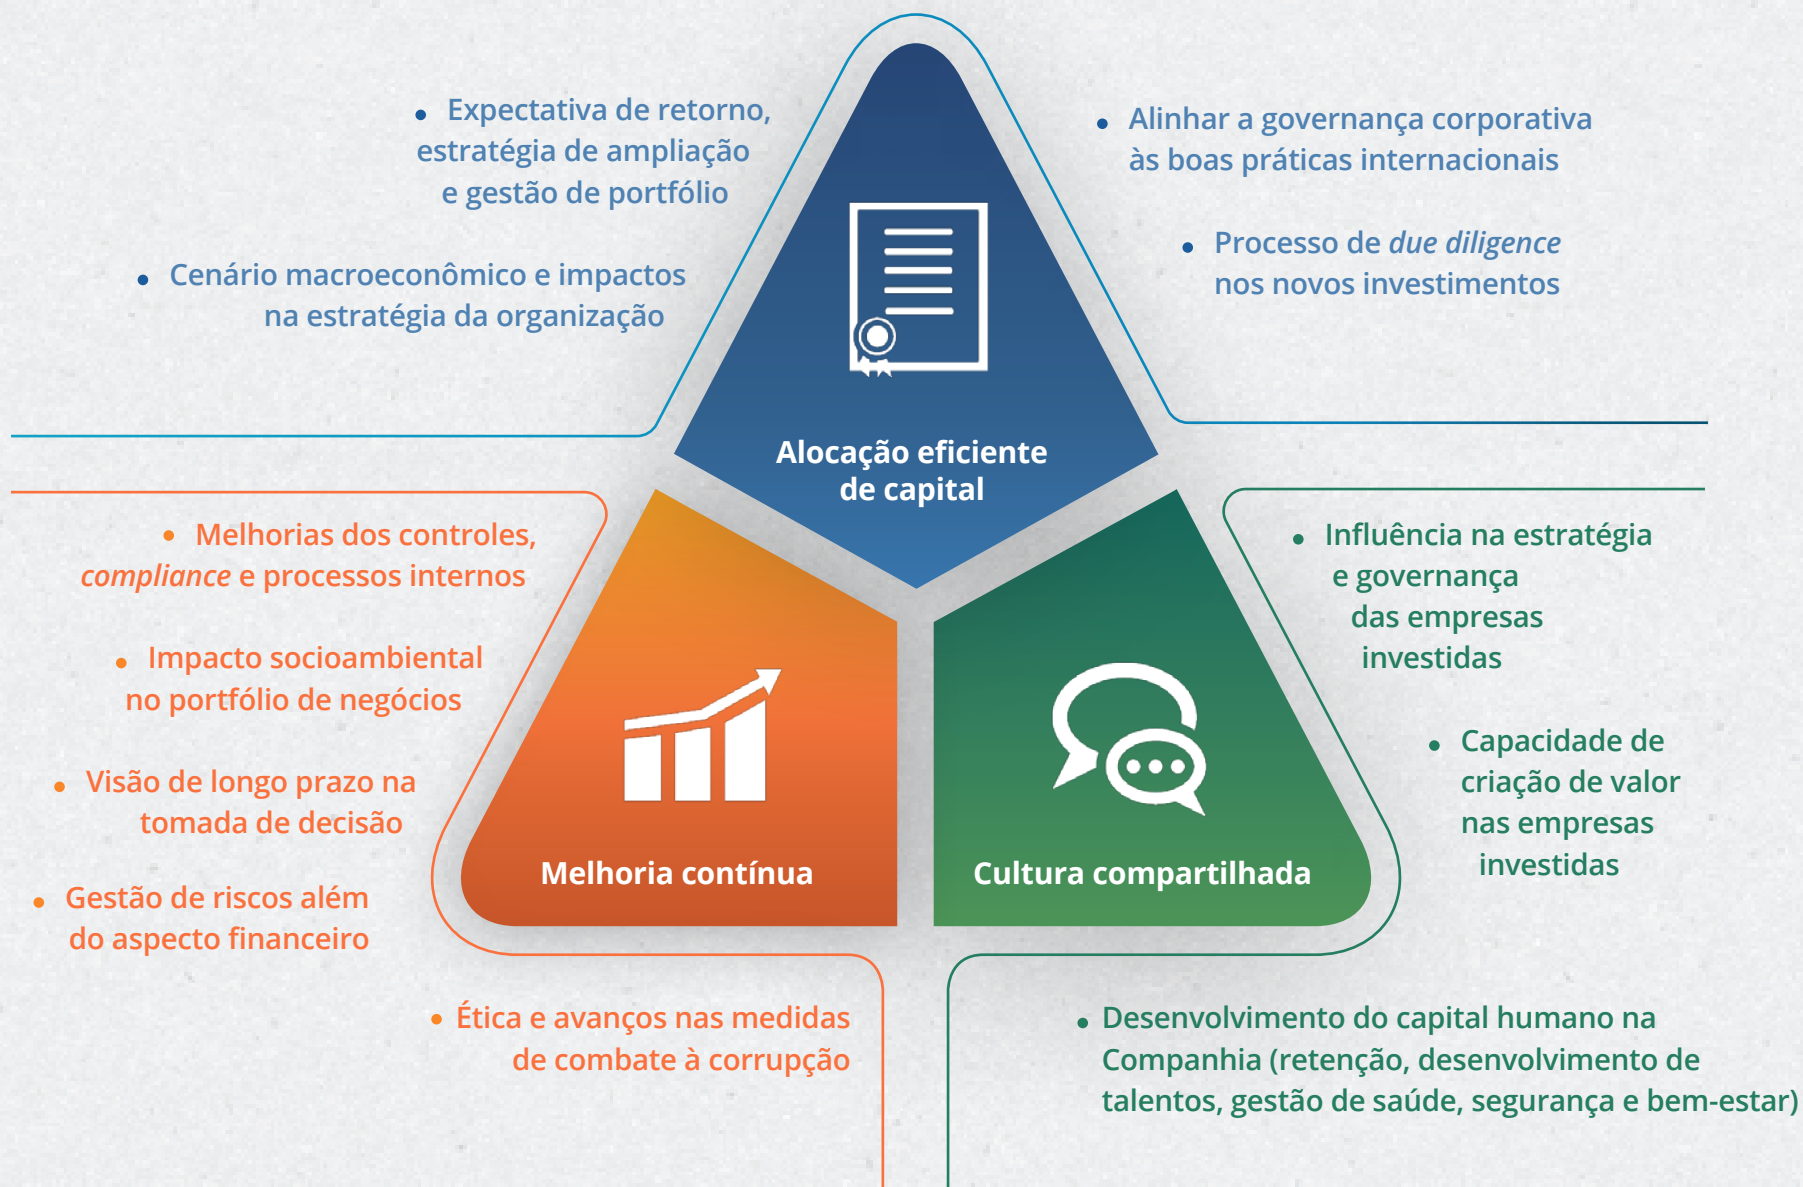 • Expectativa de retorno,
estratégia de ampliação
e gestão de portfólio
• Cenário macroeconômico e impactos
na estratégia da organização
• Alinhar a governança corporativa
às boas práticas internacionais
• Processo de due diligence
nos novos investimentos
Alocação eficiente
de capital
• Melhorias dos controles,
compliance e processos internos
• Impacto socioambiental
no portfólio de negócios
• Visão de longo prazo na
tomada de decisão
• Gestão de riscos além
do aspecto financeiro
• Ética e avanços nas medidas
de combate à corrupção
Melhoria contínua
Cultura compartilhada
• Influência na estratégia
e governança
das empresas
investidas
• Capacidade de
criação de valor
nas empresas
investidas
• Desenvolvimento do capital humano na
Companhia (retenção, desenvolvimento de
talentos, gestão de saúde, segurança e bem-estar)